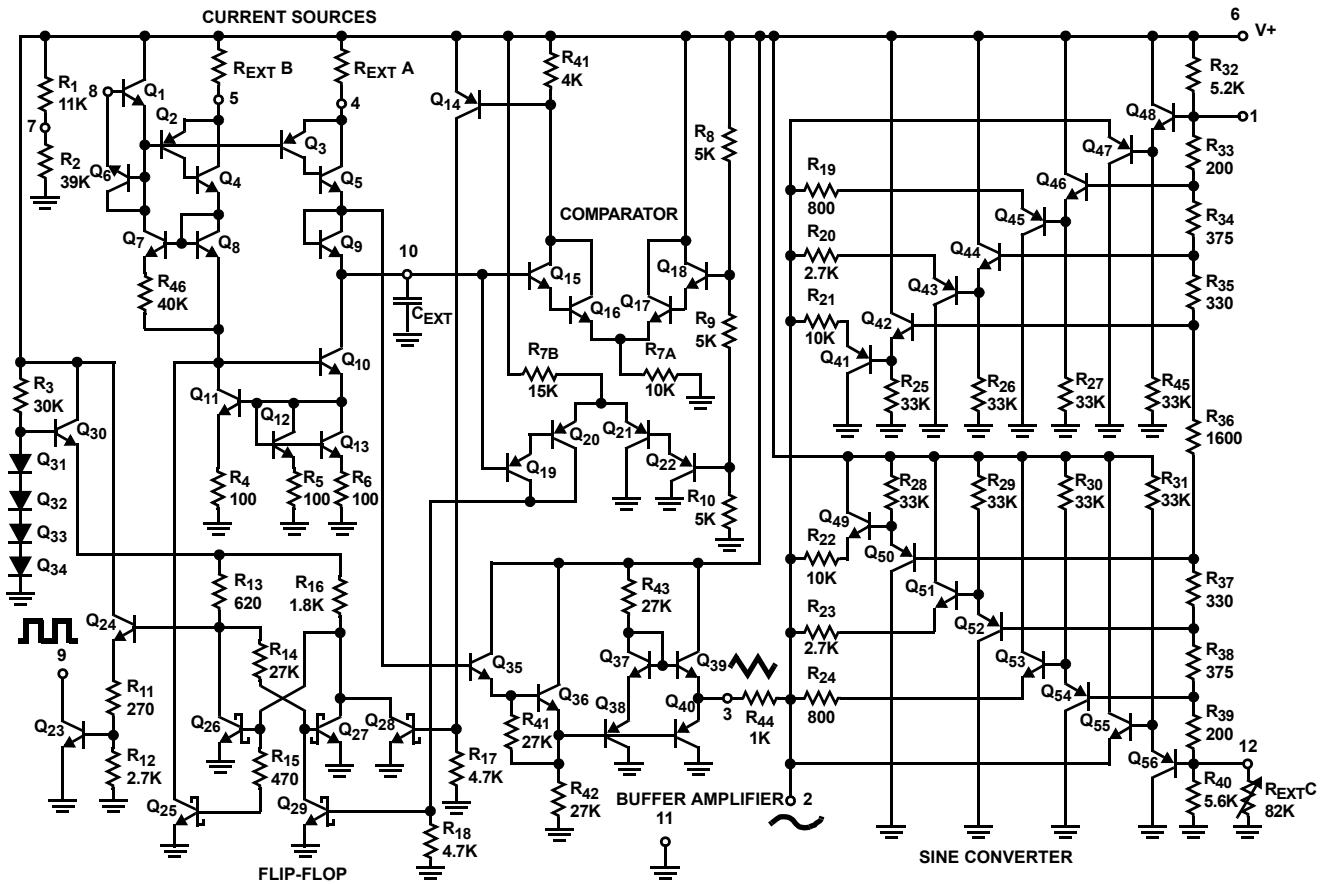 CURRENT SOURCES
6
V+
R1
11K
8
Q1
REXT B
5
REXT A
4
R41
4K
Q14
R32
5.2K
1
Q48
7
R2
39K
Q2
Q6
Q3
Q4
Q5
R8
5K
Q47
R33
200
R19
800
Q46
COMPARATOR
Q7
Q8
Q9
10
Q15
Q18
R20
2.7K
Q45
Q44
R34
375
R46
40K
CEXT
Q16
Q17
R9
5K
R21
10K
Q43
Q42
R35
330
Q41
Q10
R7B
15K
R7A
10K
R3
30K
Q30
Q11
Q12
Q13
R25
33K
R26
33K
R27
33K
R45
33K
R36
1600
Q20
Q21
Q31
Q32
Q33
Q34
R4
100
R5
100
R6
100
Q19
Q22
R10
5K
R28
33K
R29
33K
R30
33K
R31
33K
Q49
R22
10K
Q50
R13
620
R16
1.8K
R43
27K
Q51
R37
330
9
Q24
R14
27K
R23
2.7K
Q52
Q35
Q37
Q39
R24
800
Q53
R38
375
R11
270
Q36
Q38
Q40
3
R44
1K
Q54
Q23
Q26
Q27
Q28
R41
27K
Q55
R39
200
12
R12
2.7K
R15
470
R17
4.7K
Q56
R42
27K
BUFFER AMPLIFIER
2
R40
5.6K
REXTC
82K
Q25
Q29
R18
4.7K
11
FLIP-FLOP
SINE CONVERTER